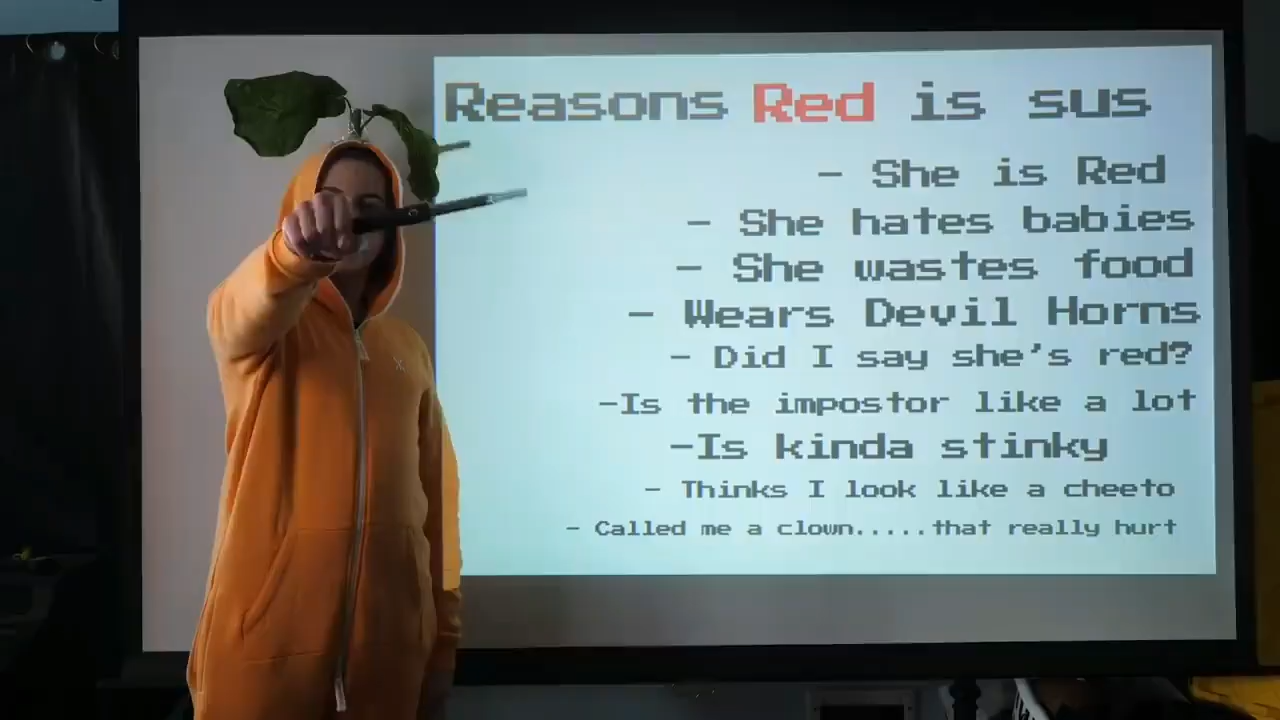 Reasons Red is sus
- She is Red
- She hates babies
- She wastes food
- Wears Devil Horns
- Did I say she's red?
-Is the impostor like a lot
-Is kinda stinky
- Thinks I look like a cheeto
- Called me a clown.....that really hurt